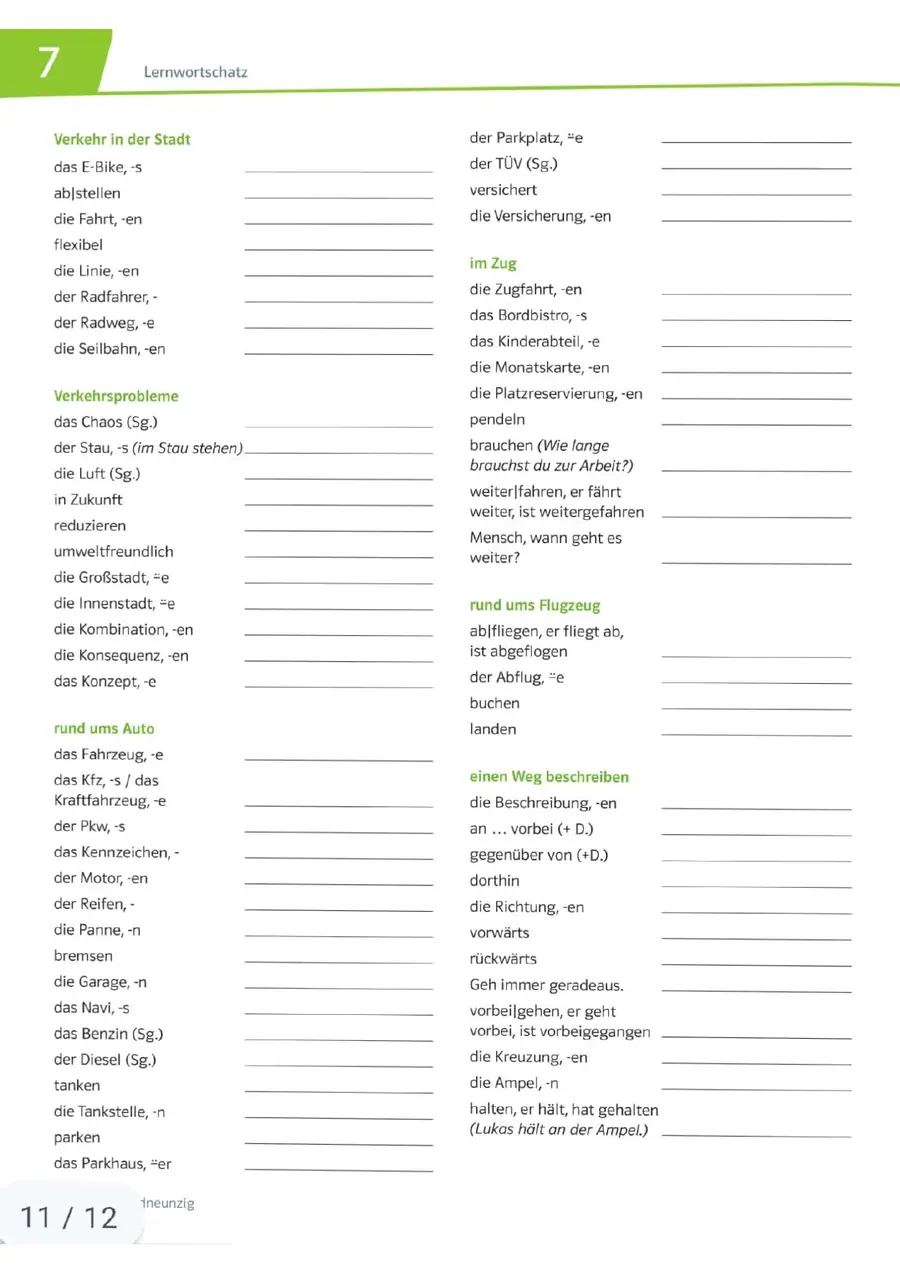 7
Lernwortschatz
Verkehr in der Stadt
das E-Bike, -s
ab|stellen
die Fahrt, -en
flexibel
die Linie, -en
der Radfahrer, -
der Radweg, -e
die Seilbahn, -en
Verkehrsprobleme
das Chaos (Sg.)
der Stau, -s (im Stau stehen)
die Luft (Sg.)
in Zukunft
reduzieren
umweltfreundlich
die Großstadt, ⸚e
die Innenstadt, ⸚e
die Kombination, -en
die Konsequenz, -en
das Konzept, -e
rund ums Auto
das Fahrzeug, -e
das Kfz, -s / das
Kraftfahrzeug, -e
der Pkw, -s
das Kennzeichen, -
der Motor, -en
der Reifen, -
die Panne, -n
bremsen
die Garage, -n
das Navi, -s
das Benzin (Sg.)
der Diesel (Sg.)
tanken
die Tankstelle, -n
parken
das Parkhaus, ⸚er
der Parkplatz, ⸚e
der TÜV (Sg.)
versichert
die Versicherung, -en
im Zug
die Zugfahrt, -en
das Bordbistro, -s
das Kinderabteil, -e
die Monatskarte, -en
die Platzreservierung, -en
pendeln
brauchen (Wie lange
brauchst du zur Arbeit?)
weiter|fahren, er fährt
weiter, ist weitergefahren
Mensch, wann geht es
weiter?
rund ums Flugzeug
ab|fliegen, er fliegt ab,
ist abgeflogen
der Abflug, ⸚e
buchen
landen
einen Weg beschreiben
die Beschreibung, -en
an ... vorbei (+ D.)
gegenüber von (+D.)
dorthin
die Richtung, -en
vorwärts
rückwärts
Geh immer geradeaus.
vorbei|gehen, er geht
vorbei, ist vorbeigegangen
die Kreuzung, -en
die Ampel, -n
halten, er hält, hat gehalten
(Lukas hält an der Ampel.)
dneunzig
11 / 12